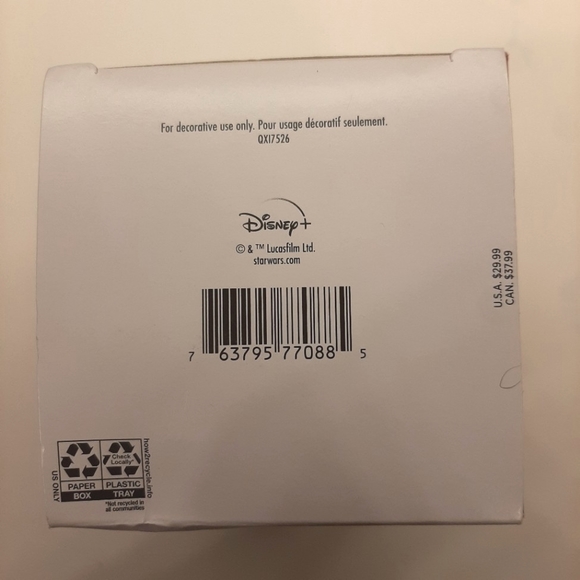 For decorative use only. Pour usage décoratif seulement.
QXI7526
Disney+
© & ™ Lucasfilm Ltd.
starwars.com
U.S.A. $29.99
CAN. $37.99
7 63795 77088 5
how2recycle.info
US ONLY
Check Locally*
PAPER
BOX
PLASTIC
TRAY
*Not recycled in
all communities